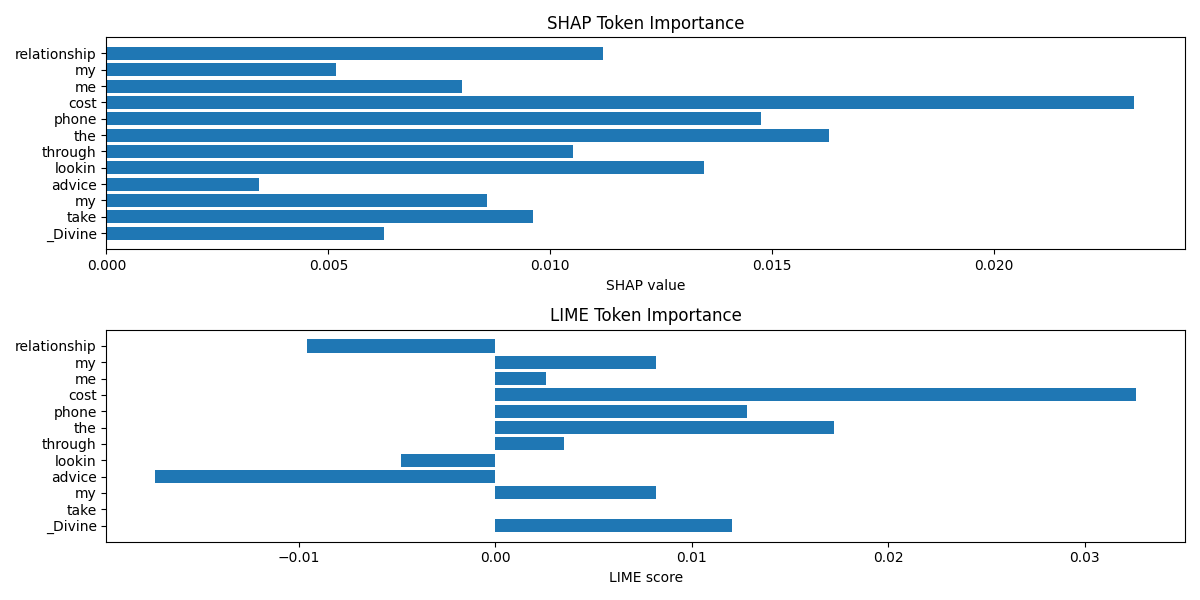 SHAP Token Importance
relationship
my
me
cost
phone
the
through
lookin
advice
my
take
_Divine
0.000 0.005 0.010 0.015 0.020
SHAP value
LIME Token Importance
relationship
my
me
cost
phone
the
through
lookin
advice
my
take
_Divine
−0.01 0.00 0.01 0.02 0.03
LIME score